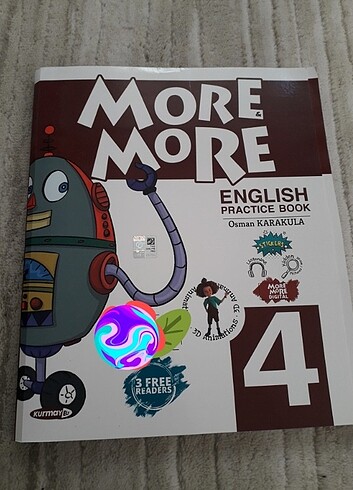 MORE &
MORE
ENGLISH
PRACTICE BOOK
Osman KARAKULA
STICKERS
MORE
MORE
DIGITAL
3D Animations
4
3 FREE
READERS
kurmay